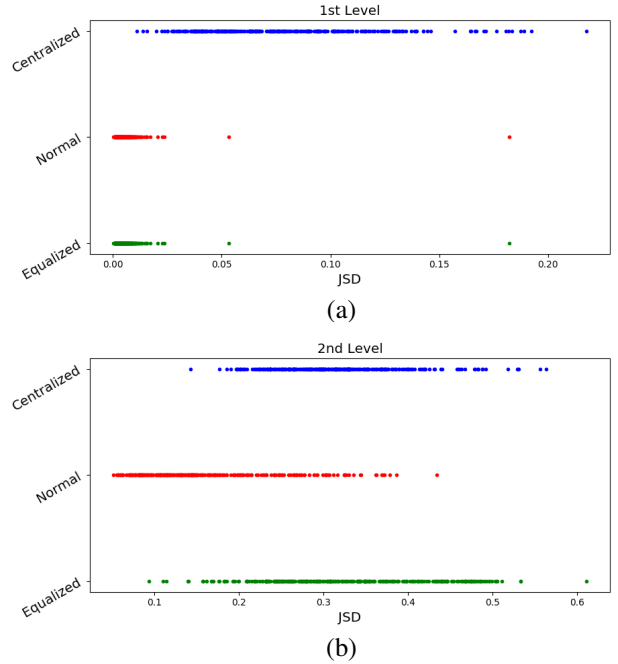 1st Level
Centralized
Normal
Equalized
0.00 0.05 0.10 0.15 0.20
JSD
(a)
2nd Level
Centralized
Normal
Equalized
0.1 0.2 0.3 0.4 0.5 0.6
JSD
(b)